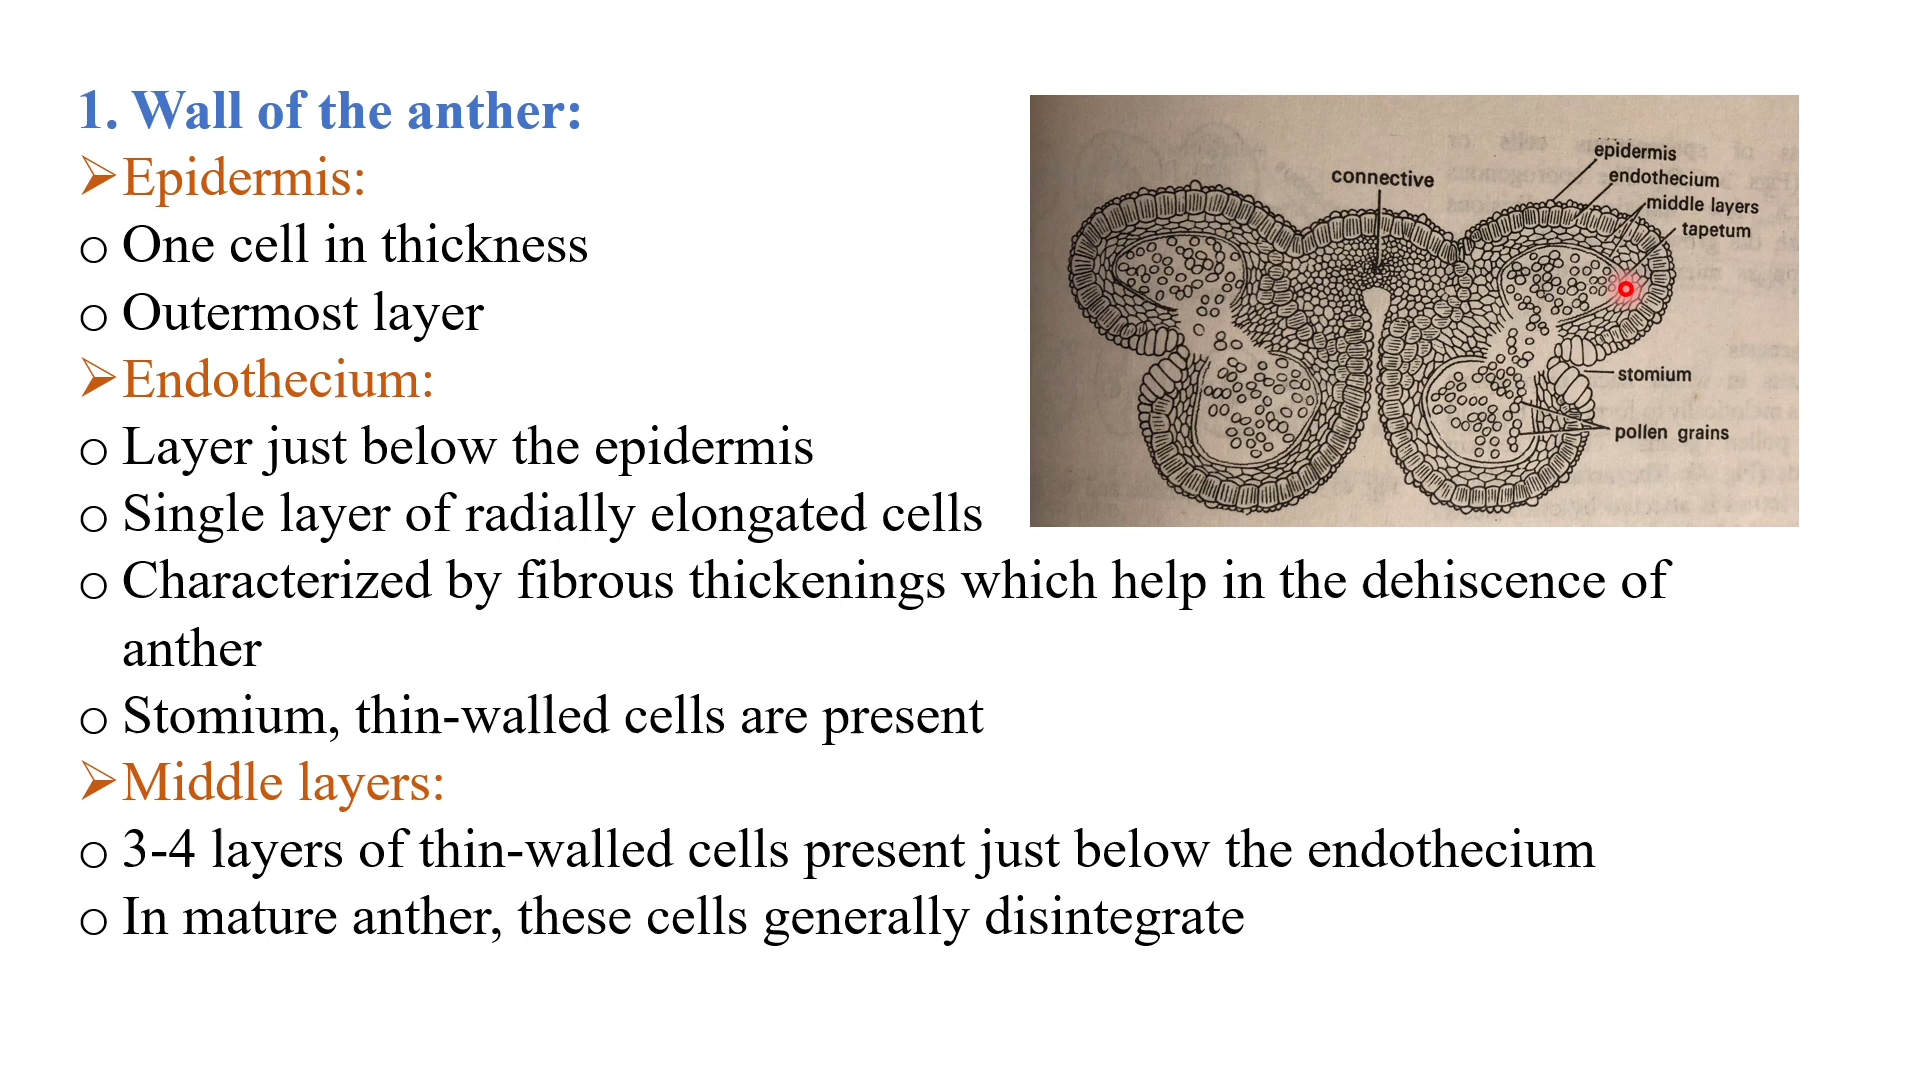 1. Wall of the anther:
Epidermis:
One cell in thickness
Outermost layer
Endothecium:
Layer just below the epidermis
Single layer of radially elongated cells
Characterized by fibrous thickenings which help in the dehiscence of
anther
Stomium, thin-walled cells are present
Middle layers:
3-4 layers of thin-walled cells present just below the endothecium
In mature anther, these cells generally disintegrate
connective
epidermis
endothecium
middle layers
tapetum
stomium
pollen grains